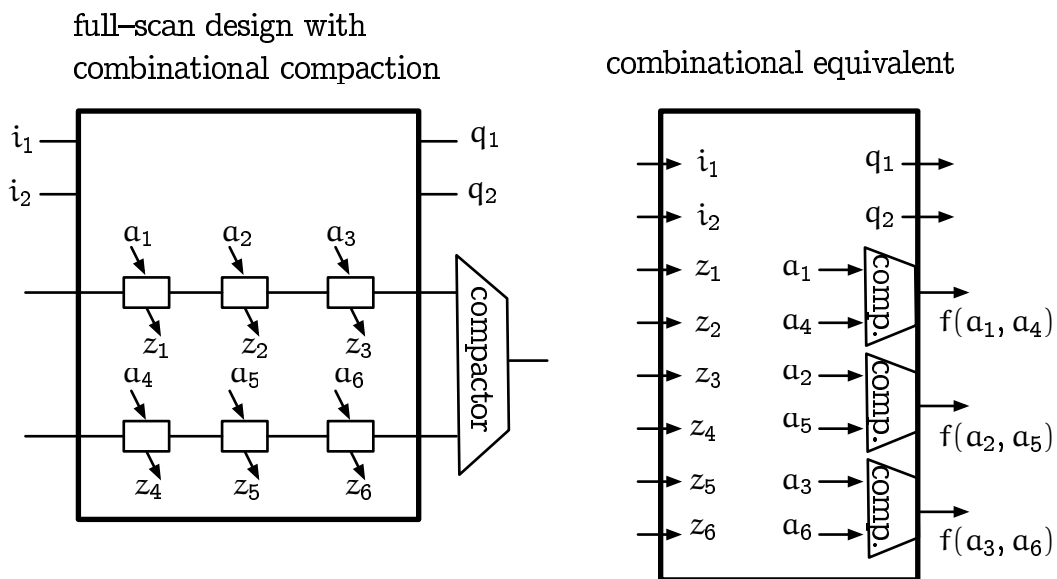 full–scan design with
combinational compaction
i₁
q₁
i₂
q₂
a₁ a₂ a₃
z₁ z₂ z₃
a₄ a₅ a₆
z₄ z₅ z₆
compactor
combinational equivalent
i₁
q₁
i₂
q₂
z₁
a₁
comp.
f(a₁, a₄)
z₂
a₄
z₃
a₂
comp.
f(a₂, a₅)
z₄
a₅
z₅
a₃
comp.
f(a₃, a₆)
z₆
a₆